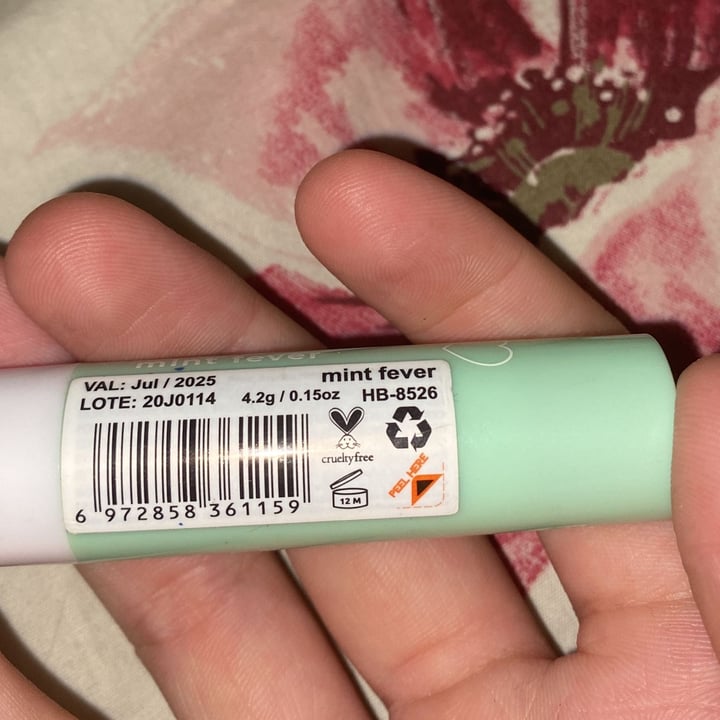 mint fever
VAL: Jul / 2025
mint fever
LOTE: 20J0114
4.2g / 0.15oz
HB-8526
crueltyfree
12 M
PEEL HERE
6 972858 361159